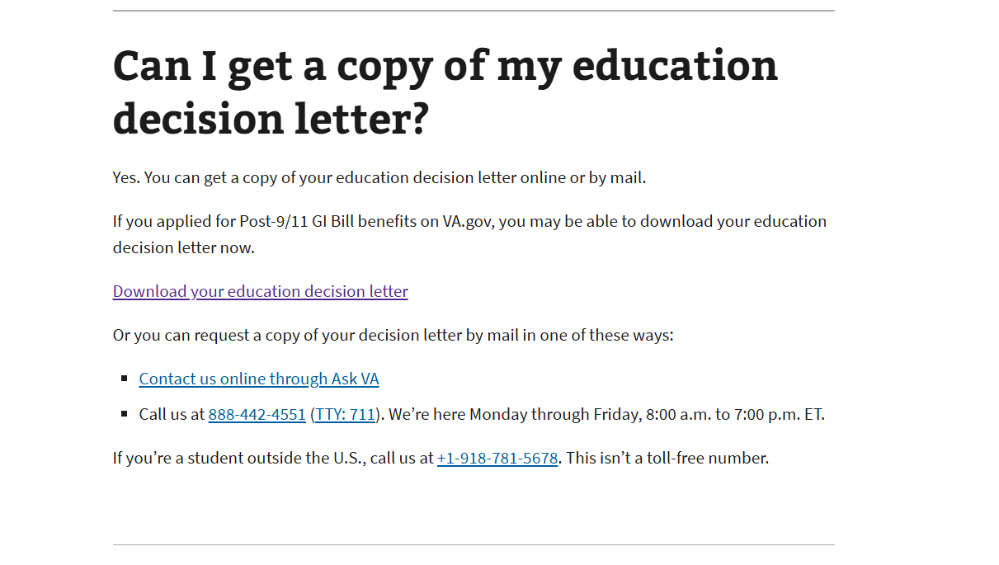 Can I get a copy of my education
decision letter?
Yes. You can get a copy of your education decision letter online or by mail.
If you applied for Post-9/11 GI Bill benefits on VA.gov, you may be able to download your education
decision letter now.
Download your education decision letter
Or you can request a copy of your decision letter by mail in one of these ways:
▪ Contact us online through Ask VA
▪ Call us at 888-442-4551 (TTY: 711). We’re here Monday through Friday, 8:00 a.m. to 7:00 p.m. ET.
If you’re a student outside the U.S., call us at +1-918-781-5678. This isn’t a toll-free number.